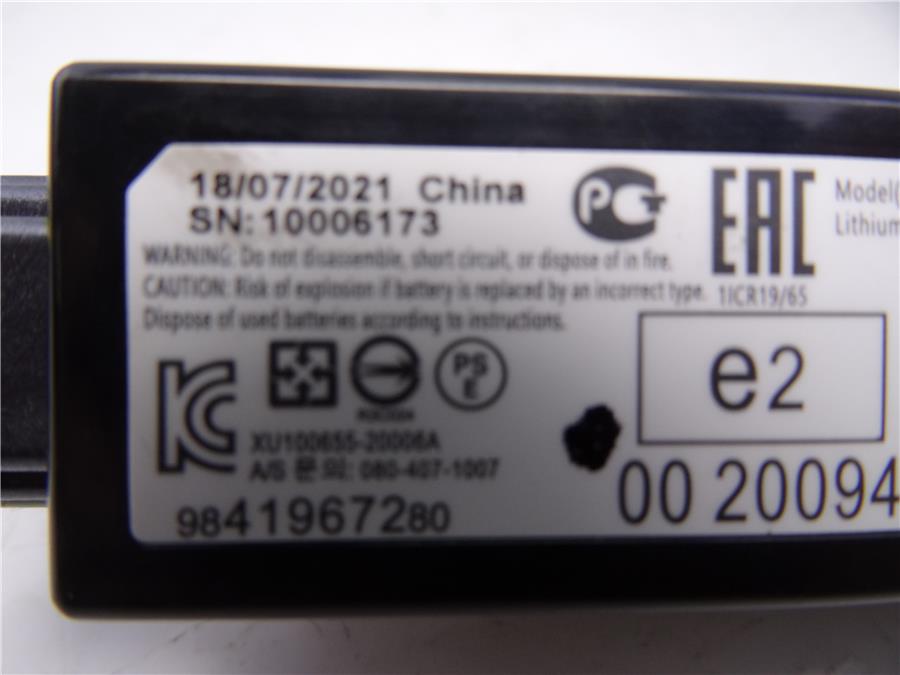 18/07/2021 China
SN:10006173
WARNING: Do not disassemble, short circuit, or dispose of in fire.
CAUTION: Risk of explosion if battery is replaced by an incorrect type.
Dispose of used batteries according to instructions.
EAC
Model(
Lithium
1ICR19/65
e2
PS
E
XU100655-20006A
A/S 문의: 080-407-1007
9841967280
00 20094